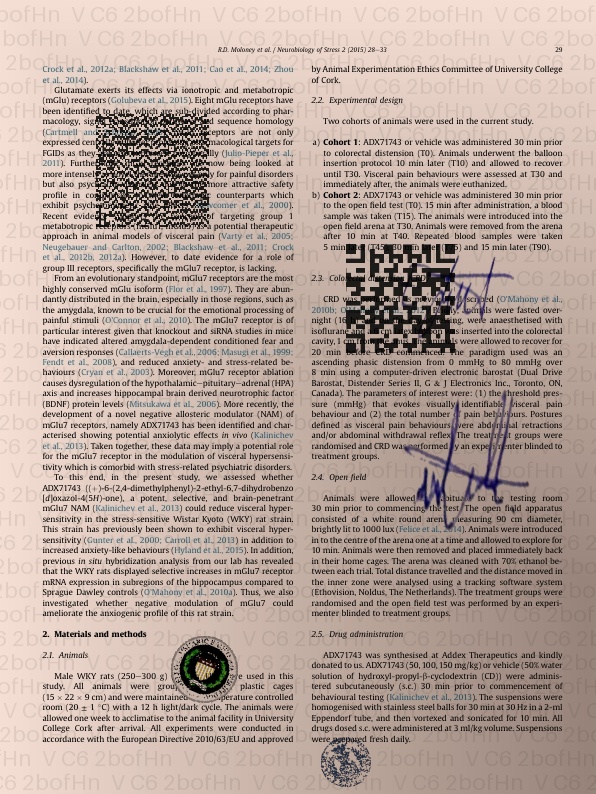 R.D. Moloney et al. / Neurobiology of Stress 2 (2015) 28–33
29
Crock et al., 2012a; Blackshaw et al., 2011; Cao et al., 2014; Zhou
et al., 2014).
Glutamate exerts its effects via ionotropic and metabotropic
(mGlu) receptors (Golubeva et al., 2015). Eight mGlu receptors have
been identified to date, which are sub-divided according to phar-
macology, sequence homology
(Cartmell and receptors are not only
expressed pharmacological targets for
FGIDs as they (Julio-Pieper et al.,
2011). now being looked at
more for painful disorders
but also more attractive safety
profile in counterparts which
exhibit et al., 2000).
Recent of targeting group 1
metabotropic a potential therapeutic
approach in animal models of visceral pain (Varty et al., 2005;
Neugebauer and Carlton, 2002; Blackshaw et al., 2011; Crock
et al., 2012b, 2012a). However, to date evidence for a role of
group III receptors, specifically the mGlu7 receptor, is lacking.
From an evolutionary standpoint, mGlu7 receptors are the most
highly conserved mGlu isoform (Flor et al., 1997). They are abun-
dantly distributed in the brain, especially in those regions, such as
the amygdala, known to be crucial for the emotional processing of
painful stimuli (O'Connor et al., 2010). The mGlu7 receptor is of
particular interest given that knockout and siRNA studies in mice
have indicated altered amygdala-dependent conditioned fear and
aversion responses (Callaerts-Vegh et al., 2006; Masugi et al., 1999;
Fendt et al., 2008), and reduced anxiety- and stress-related be-
haviours (Cryan et al., 2003). Moreover, mGlu7 receptor ablation
causes dysregulation of the hypothalamic–pituitary–adrenal (HPA)
axis and increases hippocampal brain derived neurotrophic factor
(BDNF) protein levels (Mitsukawa et al., 2006). More recently, the
development of a novel negative allosteric modulator (NAM) of
mGlu7 receptors, namely ADX71743 has been identified and char-
acterised showing potential anxiolytic effects in vivo (Kalinichev
et al., 2013). Taken together, these data may imply a potential role
for the mGlu7 receptor in the modulation of visceral hypersensi-
tivity which is comorbid with stress-related psychiatric disorders.
To this end, in the present study, we assessed whether
ADX71743 [(+)-6-(2,4-dimethylphenyl)-2-ethyl-6,7-dihydrobenzo
[d]oxazol-4(5H)-one), a potent, selective, and brain-penetrant
mGlu7 NAM (Kalinichev et al., 2013) could reduce visceral hyper-
sensitivity in the stress-sensitive Wistar Kyoto (WKY) rat strain.
This strain has previously been shown to exhibit visceral hyper-
sensitivity (Gunter et al., 2000; Carroll et al., 2013) in addition to
increased anxiety-like behaviours (Hyland et al., 2015). In addition,
previous in situ hybridization analysis from our lab has revealed
that the WKY rats displayed selective increases in mGlu7 receptor
mRNA expression in subregions of the hippocampus compared to
Sprague Dawley controls (O'Mahony et al., 2010a). Thus, we also
investigated whether negative modulation of mGlu7 could
ameliorate the anxiogenic profile of this rat strain.
2. Materials and methods
2.1. Animals
Male WKY rats (250–300 g) used in this
study. All animals were plastic cages
(15 × 22 × 9 cm) and were maintained temperature controlled
room (20 ± 1 °C) with a 12 h light/dark cycle. The animals were
allowed one week to acclimatise to the animal facility in University
College Cork after arrival. All experiments were conducted in
accordance with the European Directive 2010/63/EU and approved
by Animal Experimentation Ethics Committee of University College
of Cork.
2.2. Experimental design
Two cohorts of animals were used in the current study.
a) Cohort 1: ADX71743 or vehicle was administered 30 min prior
to colorectal distension (T0). Animals underwent the balloon
insertion protocol 10 min later (T10) and allowed to recover
until T30. Visceral pain behaviours were assessed at T30 and
immediately after, the animals were euthanized.
b) Cohort 2: ADX71743 or vehicle was administered 30 min prior
to the open field test (T0). 15 min after administration, a blood
sample was taken (T15). The animals were introduced into the
open field arena at T30. Animals were removed from the arena
after 10 min at T40. Repeated blood samples were taken
5 min (T45), 30 min and 15 min later (T90).
2.3.
CRD was (O'Mahony et al.,
2010b; animals were fasted over-
night were anaesthetised with
isoflurane and was inserted into the colorectal
cavity, 1 cm animals were allowed to recover for
20 min before CRD commenced. The paradigm used was an
ascending phasic distension from 0 mmHg to 80 mmHg over
8 min using a computer-driven electronic barostat (Dual Drive
Barostat, Distender Series II, G & J Electronics Inc., Toronto, ON,
Canada). The parameters of interest were: (1) the threshold pres-
sure (mmHg) that evokes visually identifiable visceral pain
behaviour and (2) the total number of pain behaviours. Postures
defined as visceral pain behaviours were abdominal retractions
and/or abdominal withdrawal reflex. The treatment groups were
randomised and CRD was performed by an experimenter blinded to
treatment groups.
2.4. Open field
Animals were allowed to habituate to the testing room
30 min prior to commencing the test. The open field apparatus
consisted of a white round arena measuring 90 cm diameter,
brightly lit to 1000 lux (Felice et al., 2014). Animals were introduced
in to the centre of the arena one at a time and allowed to explore for
10 min. Animals were then removed and placed immediately back
in their home cages. The arena was cleaned with 70% ethanol be-
tween each trial. Total distance travelled and the distance moved in
the inner zone were analysed using a tracking software system
(Ethovision, Noldus, The Netherlands). The treatment groups were
randomised and the open field test was performed by an experi-
menter blinded to treatment groups.
2.5. Drug administration
ADX71743 was synthesised at Addex Therapeutics and kindly
donated to us. ADX71743 (50, 100, 150 mg/kg) or vehicle (50% water
solution of hydroxyl-propyl-β-cyclodextrin (CD)) were adminis-
tered subcutaneously (s.c.) 30 min prior to commencement of
behavioural testing (Kalinichev et al., 2013). The suspensions were
homogenised with stainless steel balls for 30 min at 30 Hz in a 2-ml
Eppendorf tube, and then vortexed and sonicated for 10 min. All
drugs dosed s.c. were administered at 3 ml/kg volume. Suspensions
were prepared fresh daily.